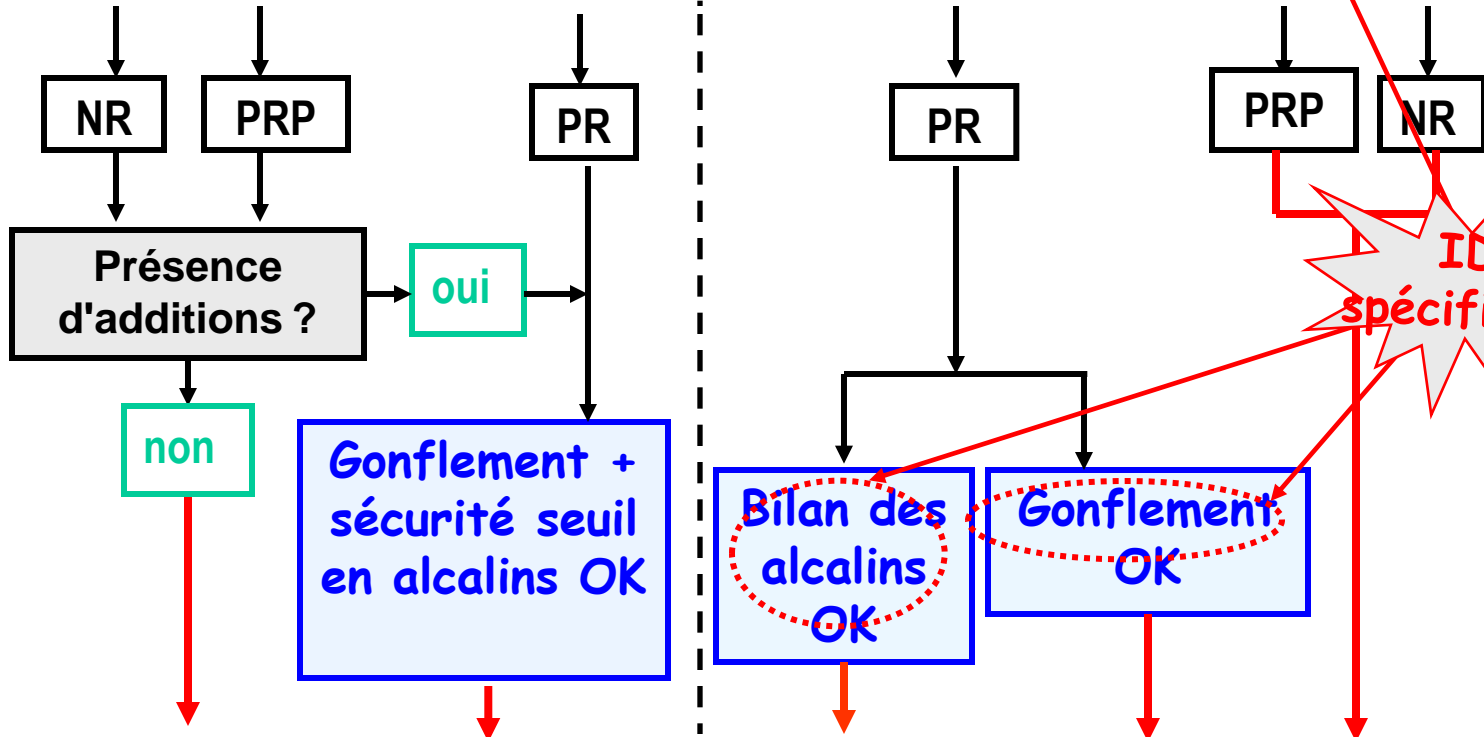 NR
PRP
PR
PR
PRP
NR
Présence
d'additions ?
oui
non
Gonflement +
sécurité seuil
en alcalins OK
Bilan des
alcalins
OK
Gonflement
OK